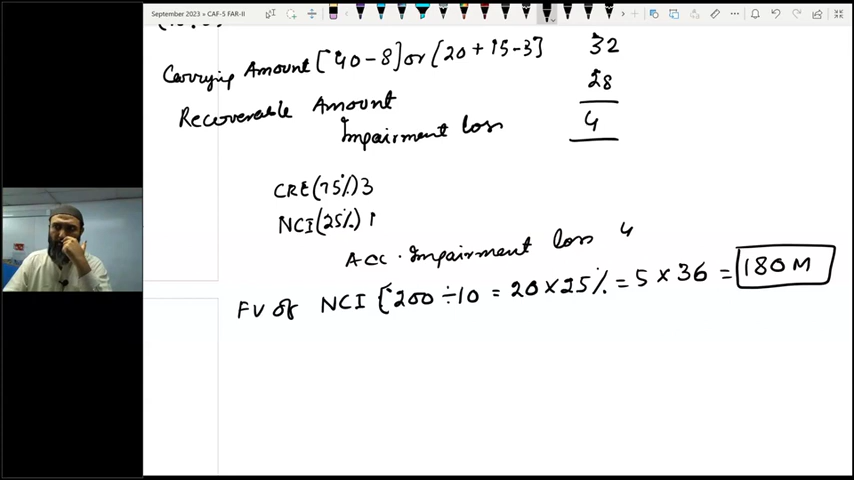 September 2023 • CAF-5 FAR-II
Carrying Amount [40-8] or [20+15-3] 32
Recoverable Amount 28
Impairment loss 4
CRE(75%) 3
NCI(25%) 1
Acc. Impairment loss 4
FV of NCI [200÷10 = 20×25% = 5×36 = 180M